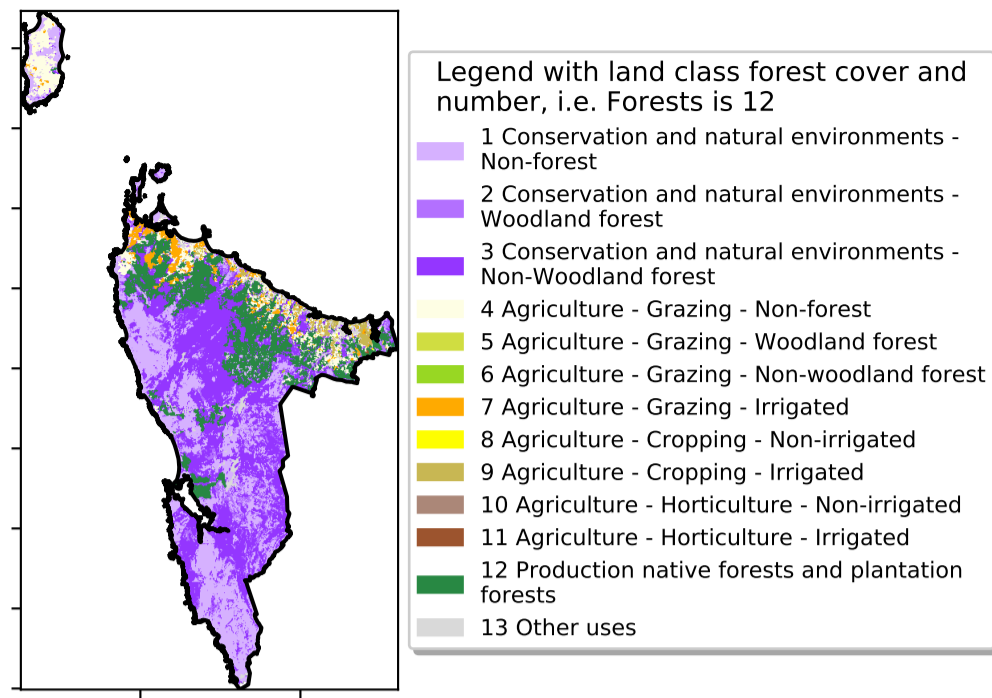 Legend with land class forest cover and
number, i.e. Forests is 12
1 Conservation and natural environments -
Non-forest
2 Conservation and natural environments -
Woodland forest
3 Conservation and natural environments -
Non-Woodland forest
4 Agriculture - Grazing - Non-forest
5 Agriculture - Grazing - Woodland forest
6 Agriculture - Grazing - Non-woodland forest
7 Agriculture - Grazing - Irrigated
8 Agriculture - Cropping - Non-irrigated
9 Agriculture - Cropping - Irrigated
10 Agriculture - Horticulture - Non-irrigated
11 Agriculture - Horticulture - Irrigated
12 Production native forests and plantation
forests
13 Other uses